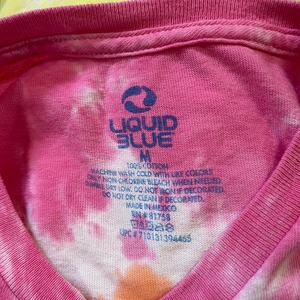 LIQUID
BLUE
M
100% COTTON
MACHINE WASH COLD WITH LIKE COLORS
ONLY NON-CHLORINE BLEACH WHEN NEEDED
TUMBLE DRY LOW. DO NOT IRON IF DECORATED.
DO NOT DRY CLEAN IF DECORATED.
MADE IN MEXICO
RN # 81758
UPC # 710131394465